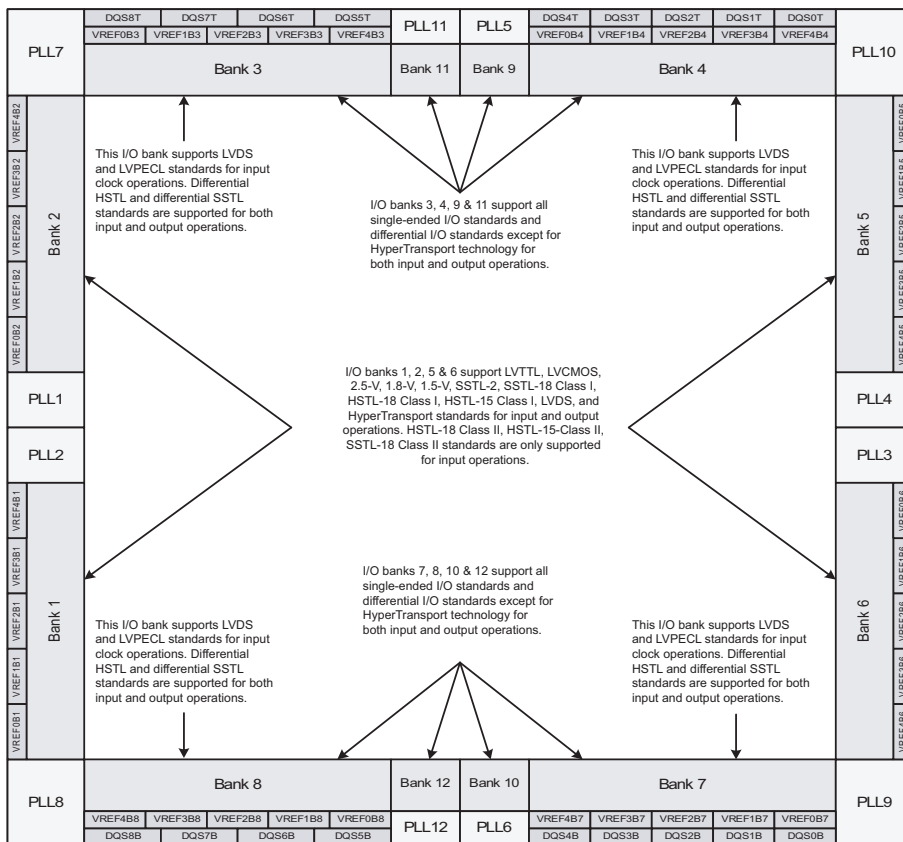 PLL7
DQS8T DQS7T DQS6T DQS5T
VREF0B3 VREF1B3 VREF2B3 VREF3B3 VREF4B3
Bank 3
PLL11
Bank 11
PLL5
Bank 9
DQS4T DQS3T DQS2T DQS1T DQS0T
VREF0B4 VREF1B4 VREF2B4 VREF3B4 VREF4B4
Bank 4
PLL10
VREF4B2
VREF3B2
VREF2B2
VREF1B2
VREF0B2
Bank 2
This I/O bank supports LVDS
and LVPECL standards for input
clock operations. Differential
HSTL and differential SSTL
standards are supported for both
input and output operations.
I/O banks 3, 4, 9 & 11 support all
single-ended I/O standards and
differential I/O standards except for
HyperTransport technology for
both input and output operations.
This I/O bank supports LVDS
and LVPECL standards for input
clock operations. Differential
HSTL and differential SSTL
standards are supported for both
input and output operations.
Bank 5
VREF0B5
VREF1B5
VREF2B5
VREF3B5
VREF4B5
PLL1
PLL2
I/O banks 1, 2, 5 & 6 support LVTTL, LVCMOS,
2.5-V, 1.8-V, 1.5-V, SSTL-2, SSTL-18 Class I,
HSTL-18 Class I, HSTL-15 Class I, LVDS, and
HyperTransport standards for input and output
operations. HSTL-18 Class II, HSTL-15-Class II,
SSTL-18 Class II standards are only supported
for input operations.
PLL4
PLL3
VREF4B1
VREF3B1
VREF2B1
VREF1B1
VREF0B1
Bank 1
This I/O bank supports LVDS
and LVPECL standards for input
clock operations. Differential
HSTL and differential SSTL
standards are supported for both
input and output operations.
I/O banks 7, 8, 10 & 12 support all
single-ended I/O standards and
differential I/O standards except for
HyperTransport technology for
both input and output operations.
This I/O bank supports LVDS
and LVPECL standards for input
clock operations. Differential
HSTL and differential SSTL
standards are supported for both
input and output operations.
Bank 6
VREF0B6
VREF1B6
VREF2B6
VREF3B6
VREF4B6
PLL8
Bank 8
VREF4B8 VREF3B8 VREF2B8 VREF1B8 VREF0B8
DQS8B DQS7B DQS6B DQS5B
Bank 12
PLL12
Bank 10
PLL6
Bank 7
VREF4B7 VREF3B7 VREF2B7 VREF1B7 VREF0B7
DQS4B DQS3B DQS2B DQS1B DQS0B
PLL9